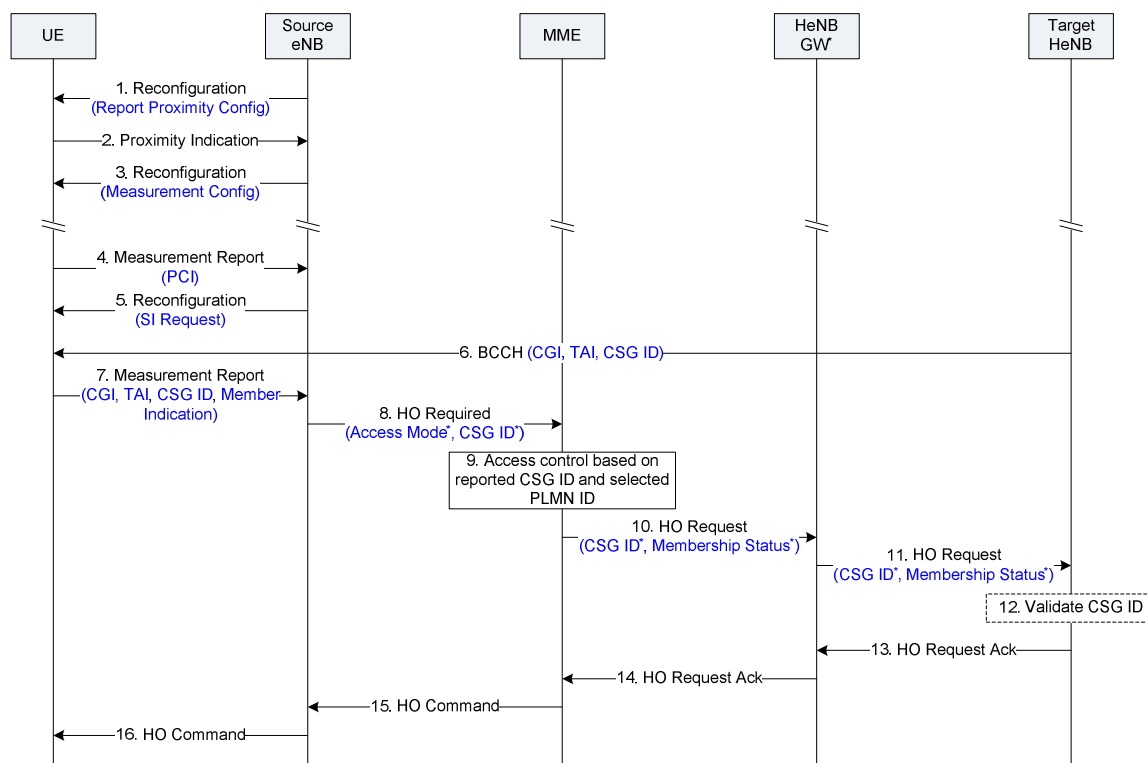 UE
Source
eNB
MME
HeNB
GW*
Target
HeNB
1. Reconfiguration
(Report Proximity Config)
2. Proximity Indication
3. Reconfiguration
(Measurement Config)
4. Measurement Report
(PCI)
5. Reconfiguration
(SI Request)
6. BCCH (CGI, TAI, CSG ID)
7. Measurement Report
(CGI, TAI, CSG ID, Member
Indication)
8. HO Required
(Access Mode*, CSG ID*)
9. Access control based on
reported CSG ID and selected
PLMN ID
10. HO Request
(CSG ID*, Membership Status*)
11. HO Request
(CSG ID*, Membership Status*)
12. Validate CSG ID
13. HO Request Ack
14. HO Request Ack
15. HO Command
16. HO Command